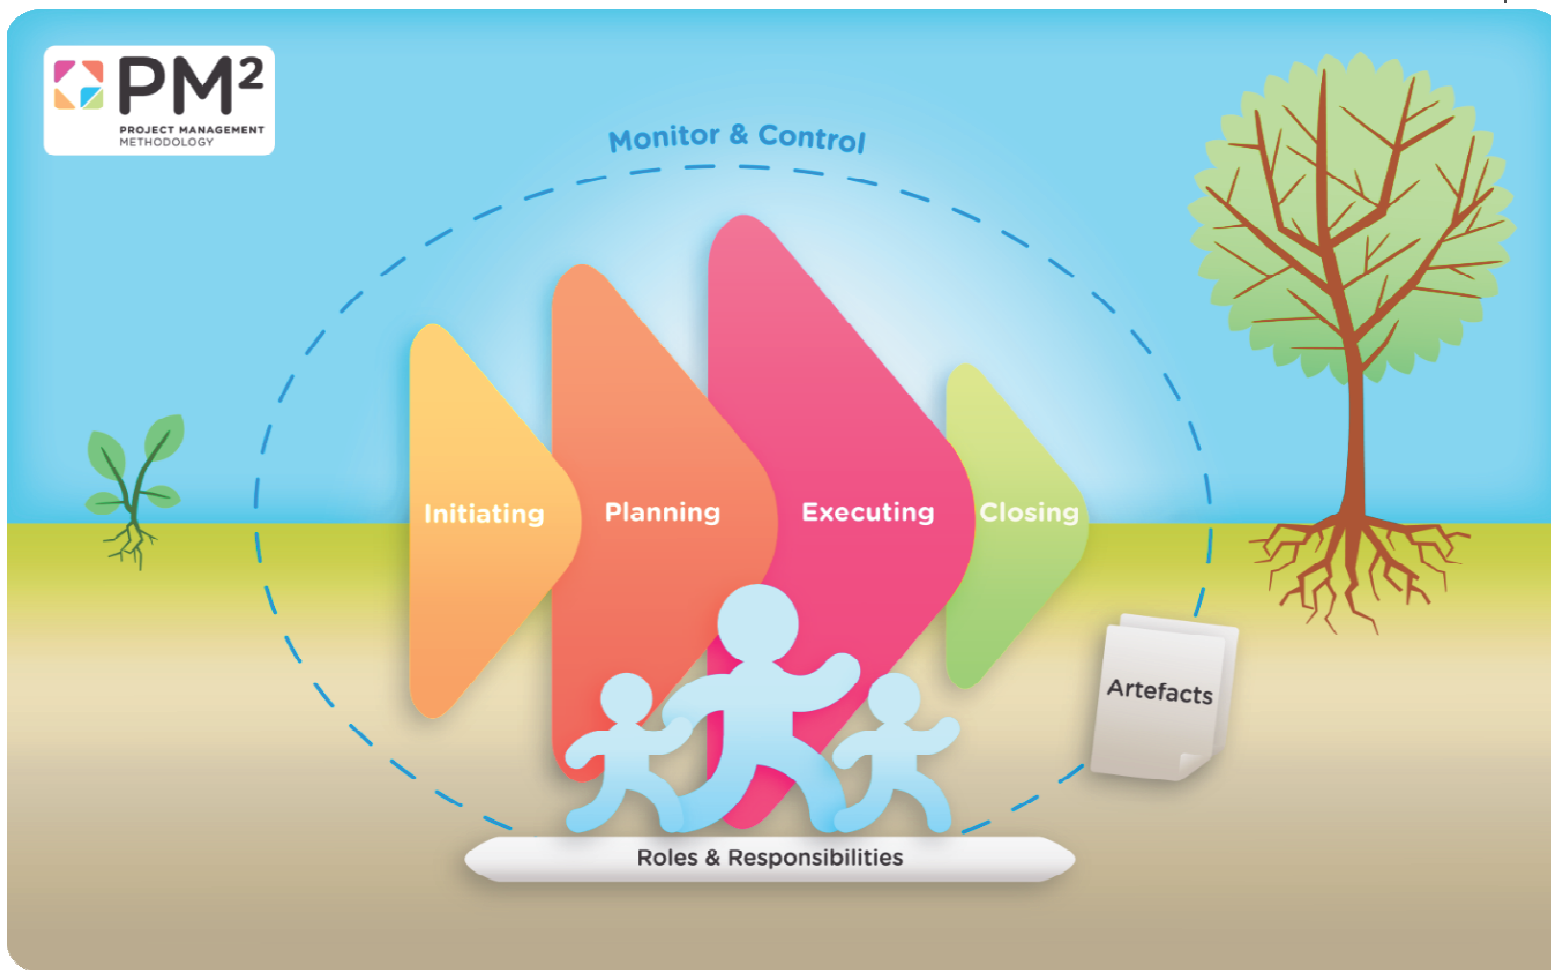 PM²
PROJECT MANAGEMENT
METHODOLOGY
Monitor & Control
Initiating
Planning
Executing
Closing
Artefacts
Roles & Responsibilities